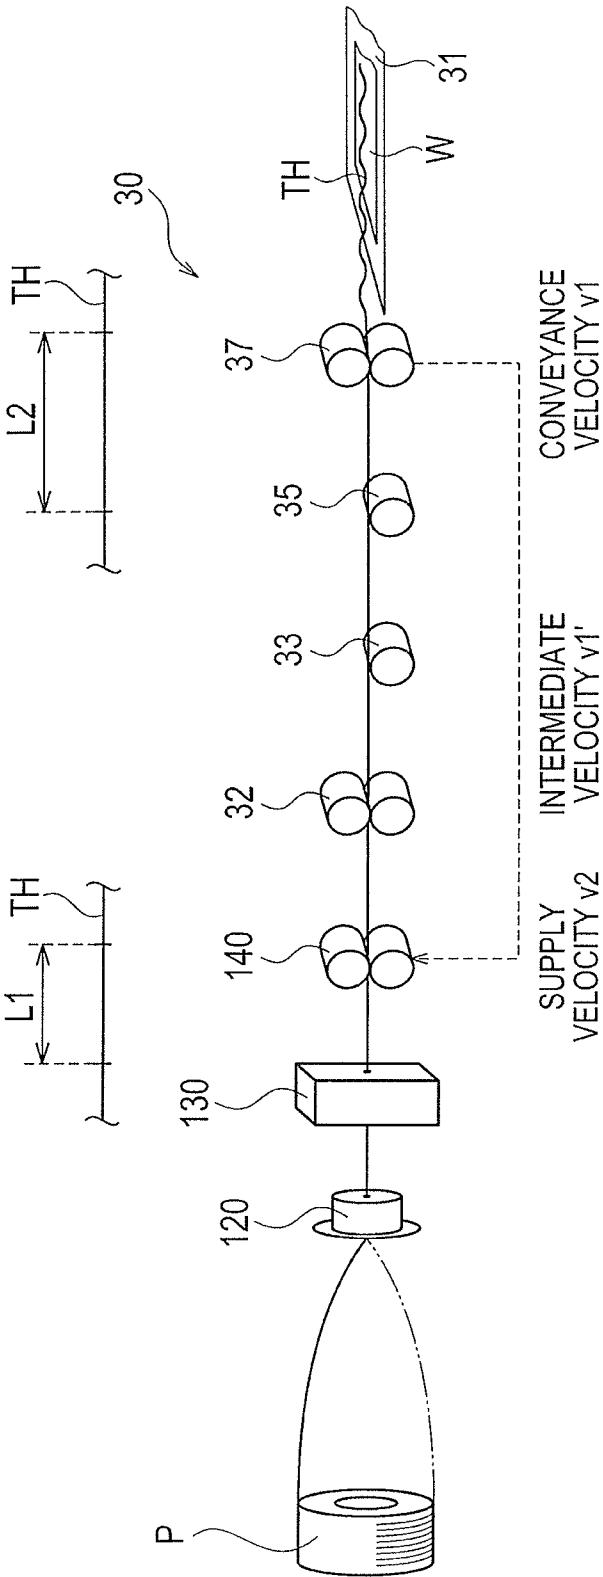 30
L1
TH
L2
TH
P
120
130
140
32
33
35
37
TH
W
31
SUPPLY
VELOCITY v2
INTERMEDIATE
VELOCITY v1'
CONVEYANCE
VELOCITY v1